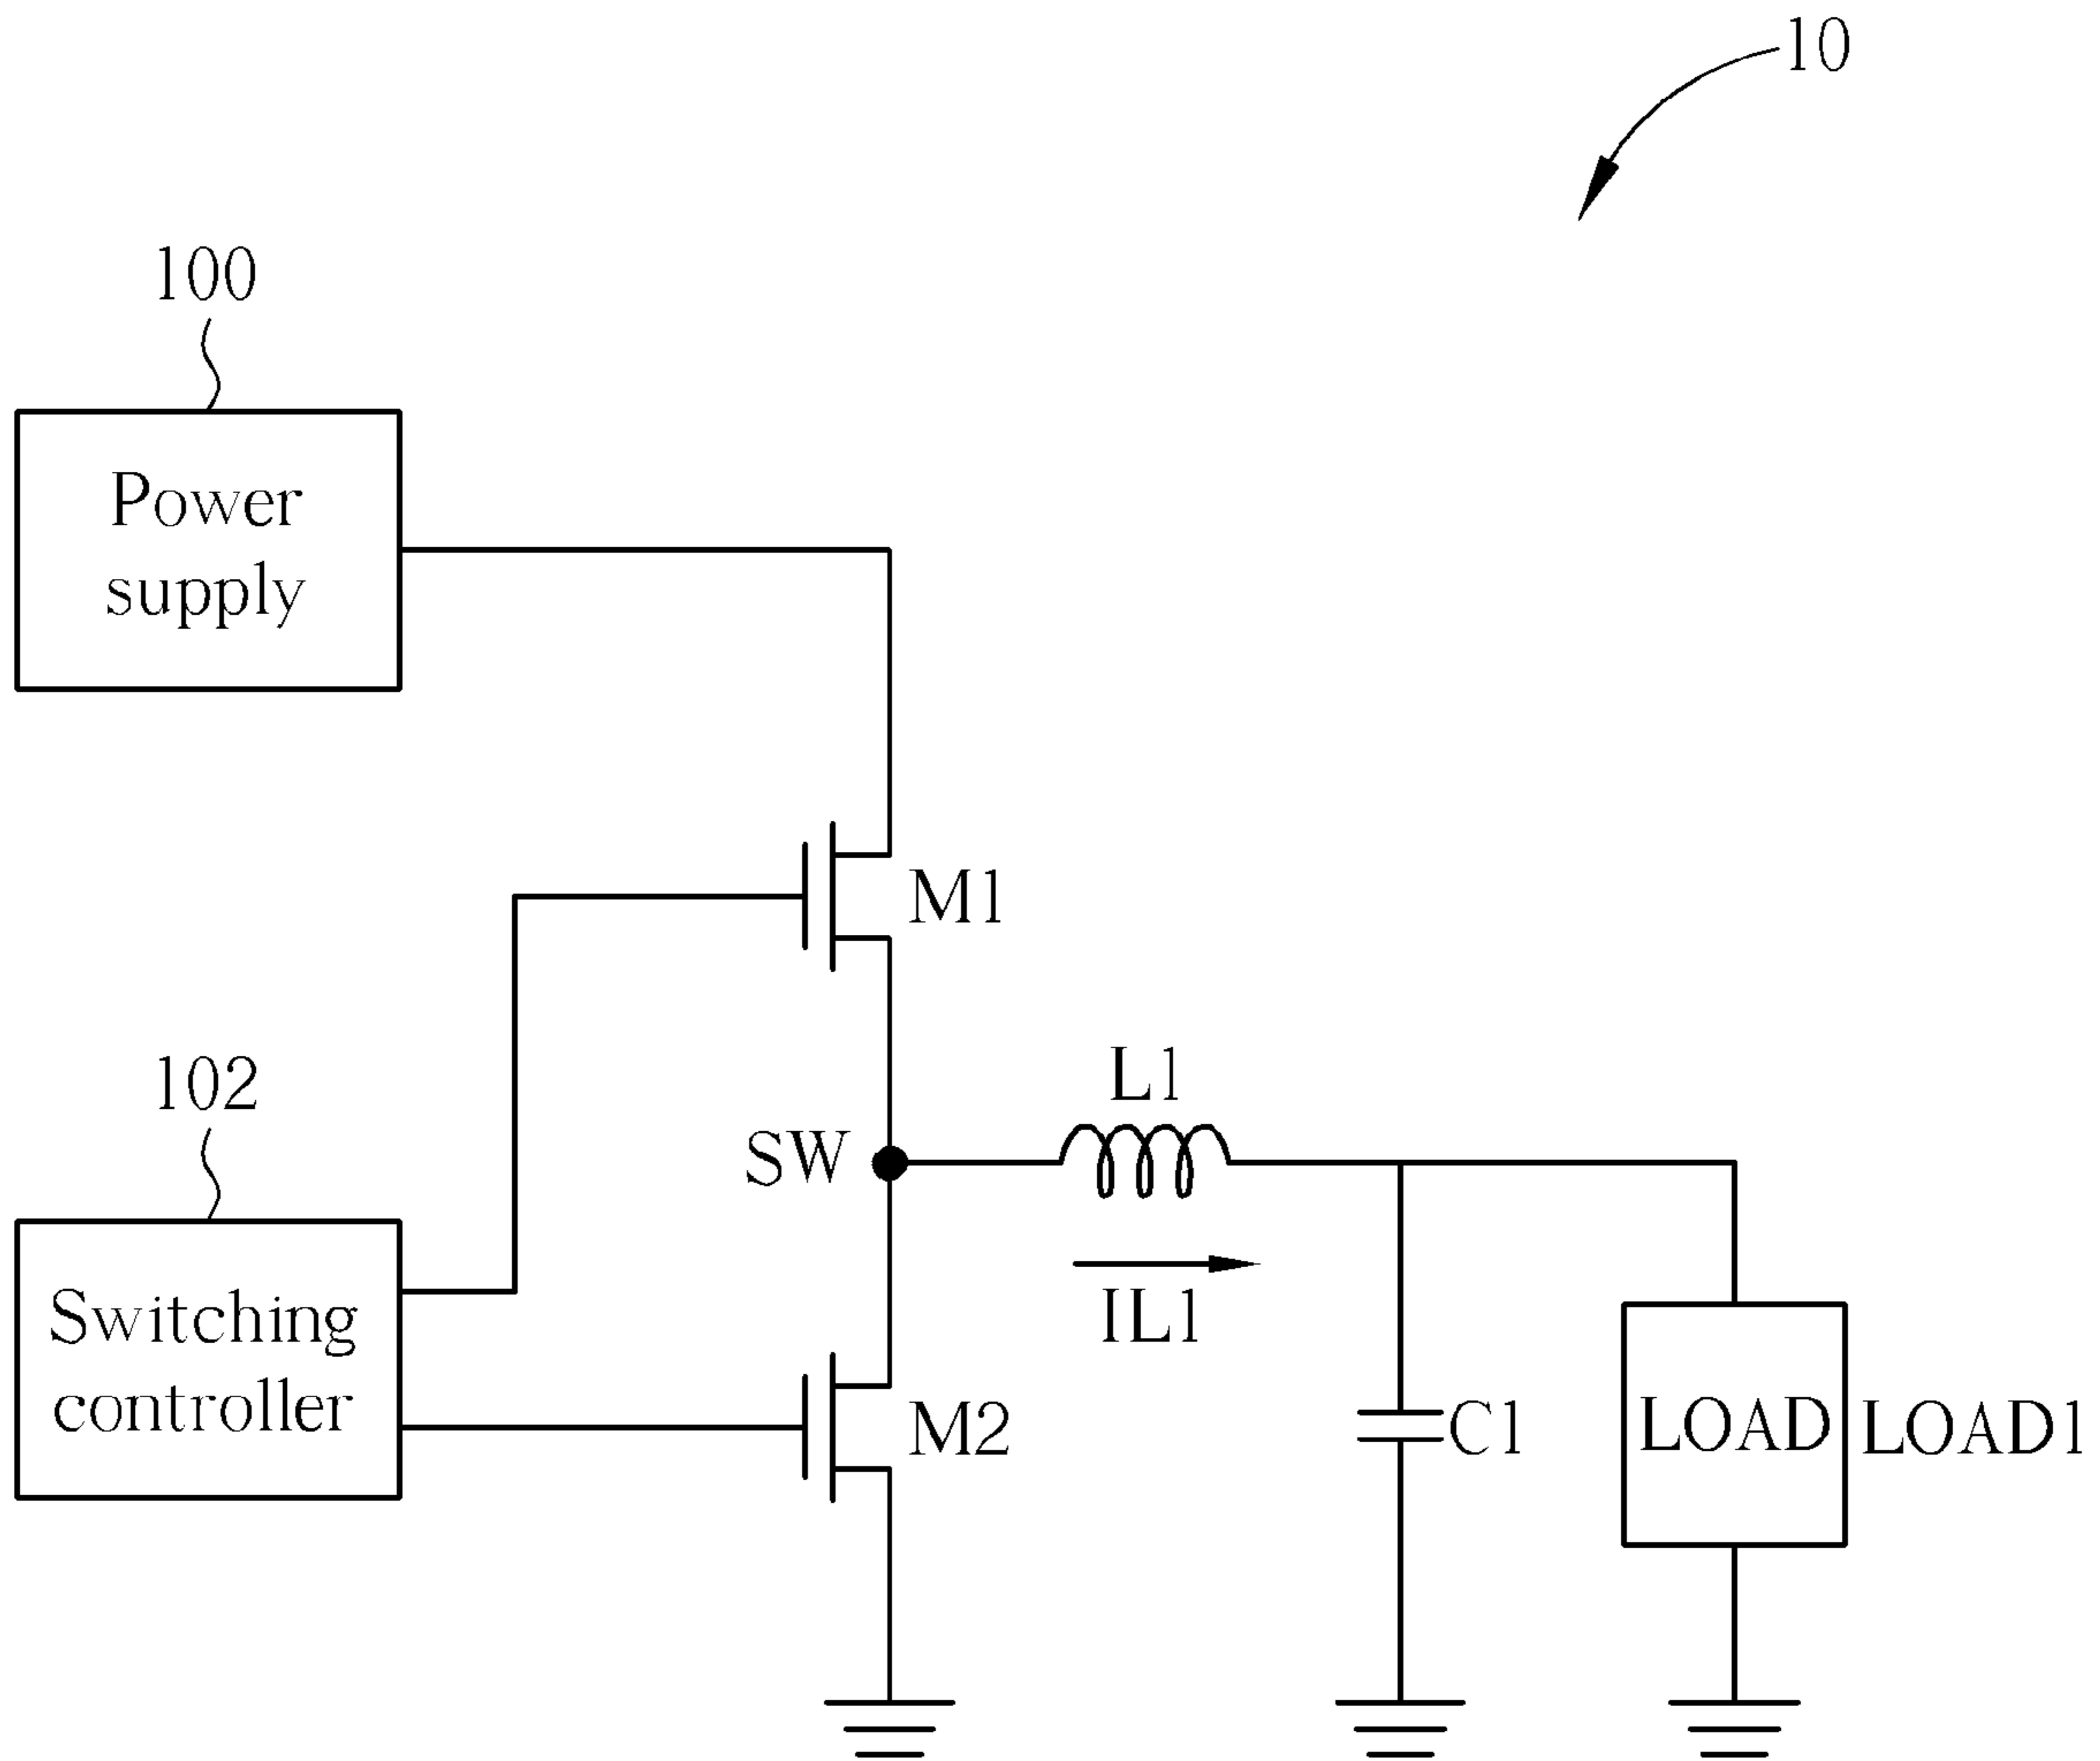 10
100
Power
supply
M1
102
L1
SW
Switching
controller
IL1
M2
C1
LOAD
LOAD1